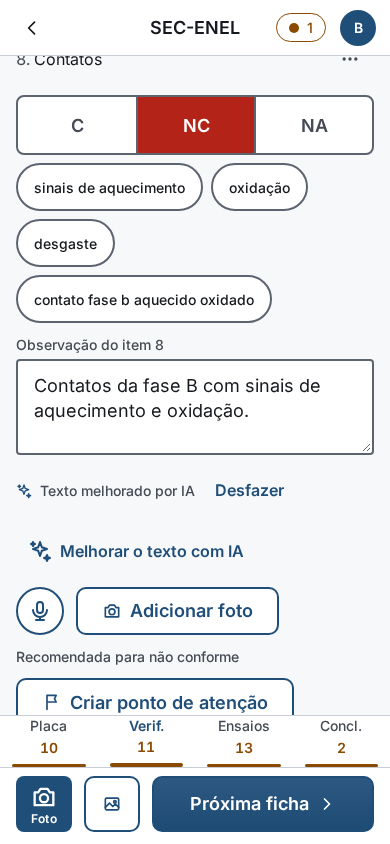 SEC-ENEL
1
B
8. Contatos
C
NC
NA
sinais de aquecimento
oxidação
desgaste
contato fase b aquecido oxidado
Observação do item 8
Contatos da fase B com sinais de
aquecimento e oxidação.
Texto melhorado por IA
Desfazer
Melhorar o texto com IA
Adicionar foto
Recomendada para não conforme
Criar ponto de atenção
Placa
Verif.
Ensaios
Concl.
10
11
13
2
Foto
Próxima ficha